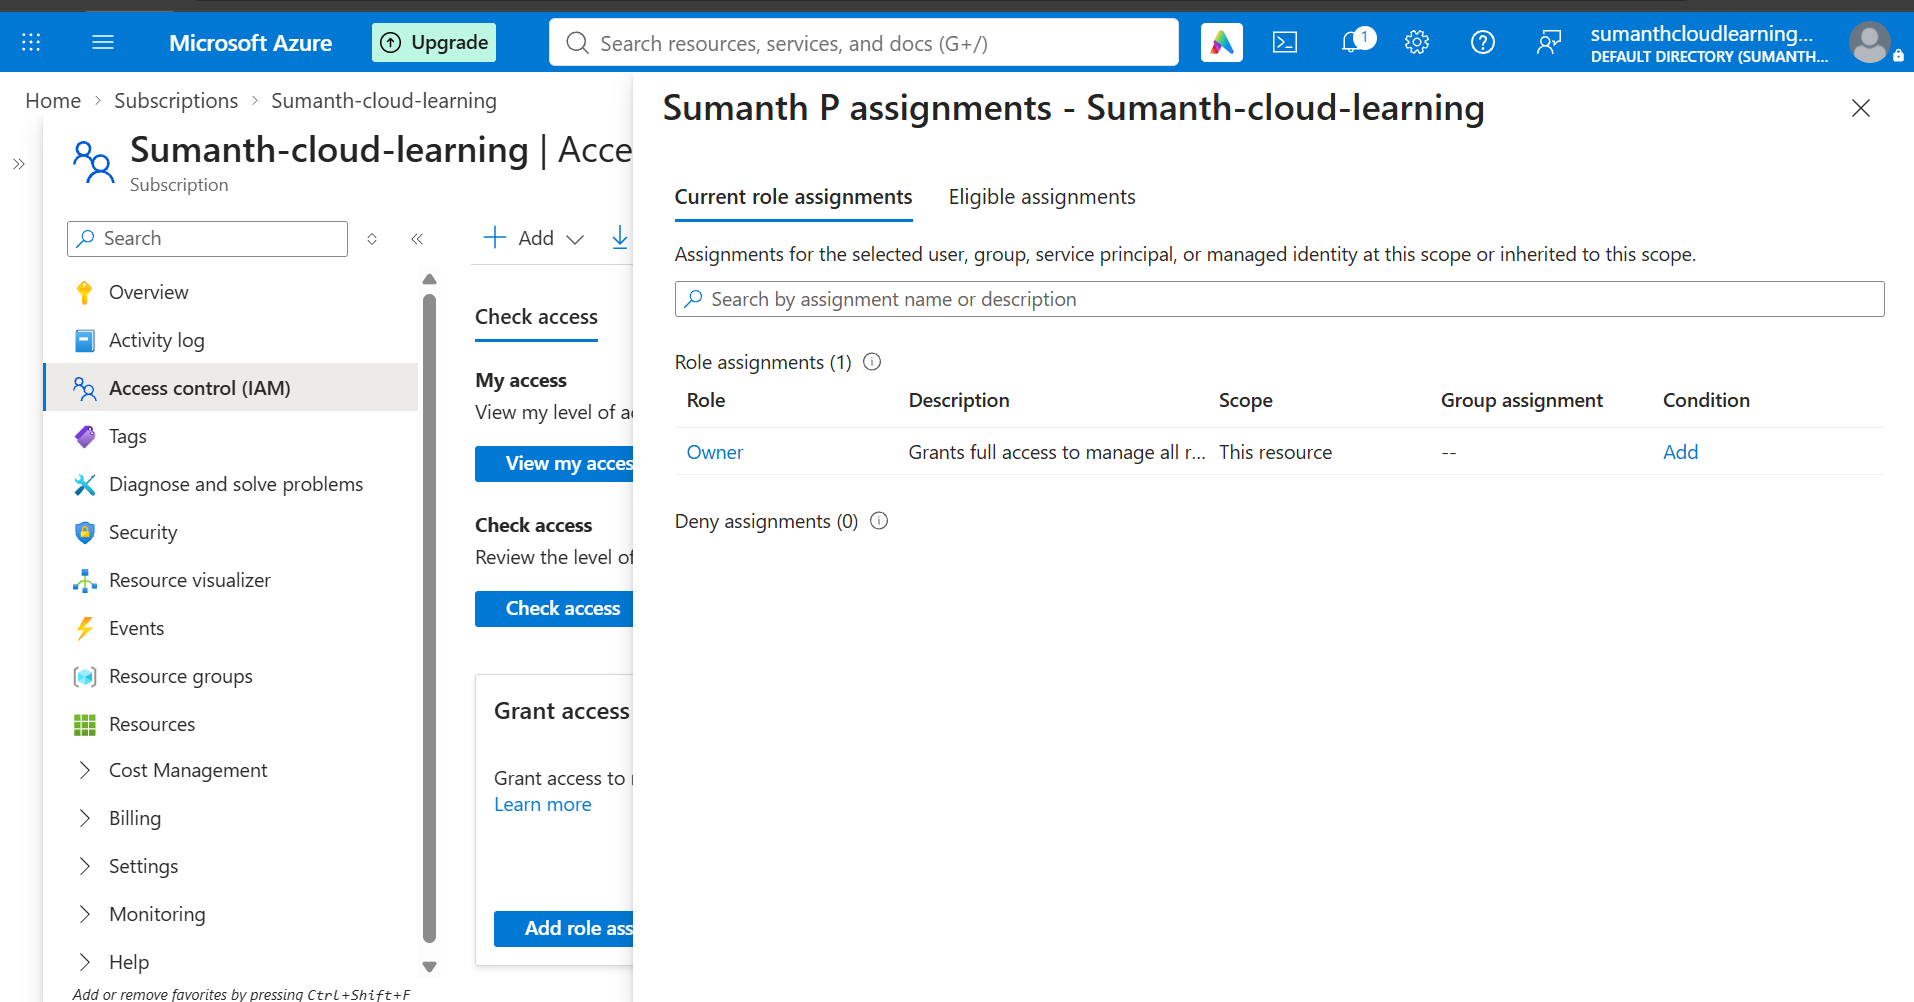 Microsoft Azure
Upgrade
Search resources, services, and docs (G+/)
1
sumanthcloudlearning...
DEFAULT DIRECTORY (SUMANTH...
Home > Subscriptions > Sumanth-cloud-learning
Sumanth-cloud-learning | Acce
Subscription
Search
Overview
Activity log
Access control (IAM)
Tags
Diagnose and solve problems
Security
Resource visualizer
Events
Resource groups
Resources
Cost Management
Billing
Settings
Monitoring
Help
Add or remove favorites by pressing Ctrl+Shift+F
Add
Check access
My access
View my level of ac
View my acces
Check access
Review the level of
Check access
Grant access
Grant access to
Learn more
Add role ass
Sumanth P assignments - Sumanth-cloud-learning
Current role assignments
Eligible assignments
Assignments for the selected user, group, service principal, or managed identity at this scope or inherited to this scope.
Search by assignment name or description
Role assignments (1)
Role Description Scope Group assignment Condition
Owner Grants full access to manage all r... This resource -- Add
Deny assignments (0)